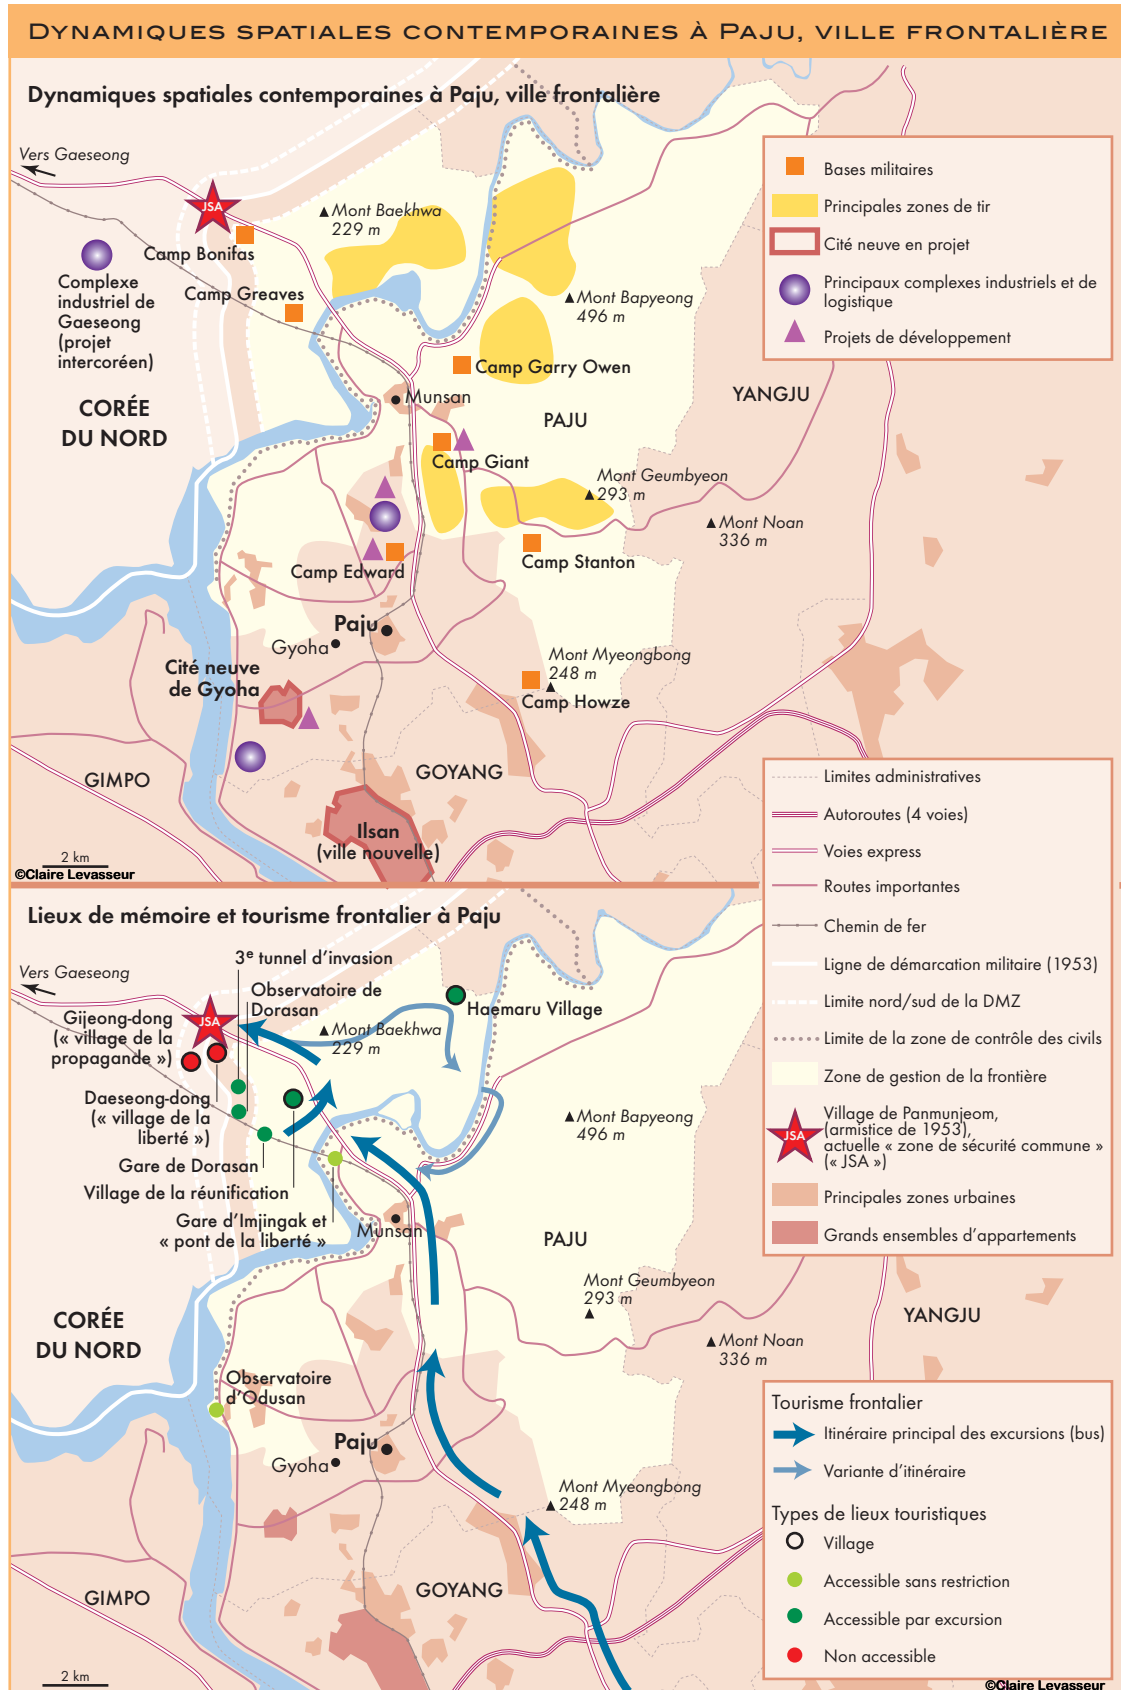 Dynamiques spatiales contemporaines à Paju, ville frontalière
Dynamiques spatiales contemporaines à Paju, ville frontalière
Vers Gaeseong
JSA
Mont Baekhwa
229 m
Camp Bonifas
Complexe
industriel de
Gaeseong
(projet
intercoréen)
Camp Greaves
Mont Bapyeong
496 m
Camp Garry Owen
CORÉE
DU NORD
Munsan
PAJU
YANGJU
Camp Giant
Mont Geumbyeon
293 m
Mont Noan
336 m
Camp Edward
Camp Stanton
Paju
Gyoha
Cité neuve
de Gyoha
Mont Myeongbong
248 m
Camp Howze
GIMPO
GOYANG
Ilsan
(ville nouvelle)
2 km
©Claire Levasseur
Bases militaires
Principales zones de tir
Cité neuve en projet
Principaux complexes industriels et de
logistique
Projets de développement
Limites administratives
Autoroutes (4 voies)
Voies express
Routes importantes
Chemin de fer
Ligne de démarcation militaire (1953)
Limite nord/sud de la DMZ
Limite de la zone de contrôle des civils
Zone de gestion de la frontière
JSA
Village de Panmunjeom,
(armistice de 1953),
actuelle « zone de sécurité commune »
(« JSA »)
Principales zones urbaines
Grands ensembles d’appartements
Lieux de mémoire et tourisme frontalier à Paju
3e tunnel d’invasion
Vers Gaeseong
Observatoire de
Dorasan
Haemaru Village
Gijeong-dong
(« village de la
propagande »)
JSA
Mont Baekhwa
229 m
Daeseong-dong
(« village de la
liberté »)
Mont Bapyeong
496 m
Gare de Dorasan
Village de la réunification
Gare d’Imjingak et
« pont de la liberté »
Munsan
PAJU
Mont Geumbyeon
293 m
CORÉE
DU NORD
YANGJU
Mont Noan
336 m
Observatoire
d’Odusan
Paju
Gyoha
Mont Myeongbong
248 m
GIMPO
GOYANG
2 km
Tourisme frontalier
Itinéraire principal des excursions (bus)
Variante d’itinéraire
Types de lieux touristiques
Village
Accessible sans restriction
Accessible par excursion
Non accessible
©Claire Levasseur